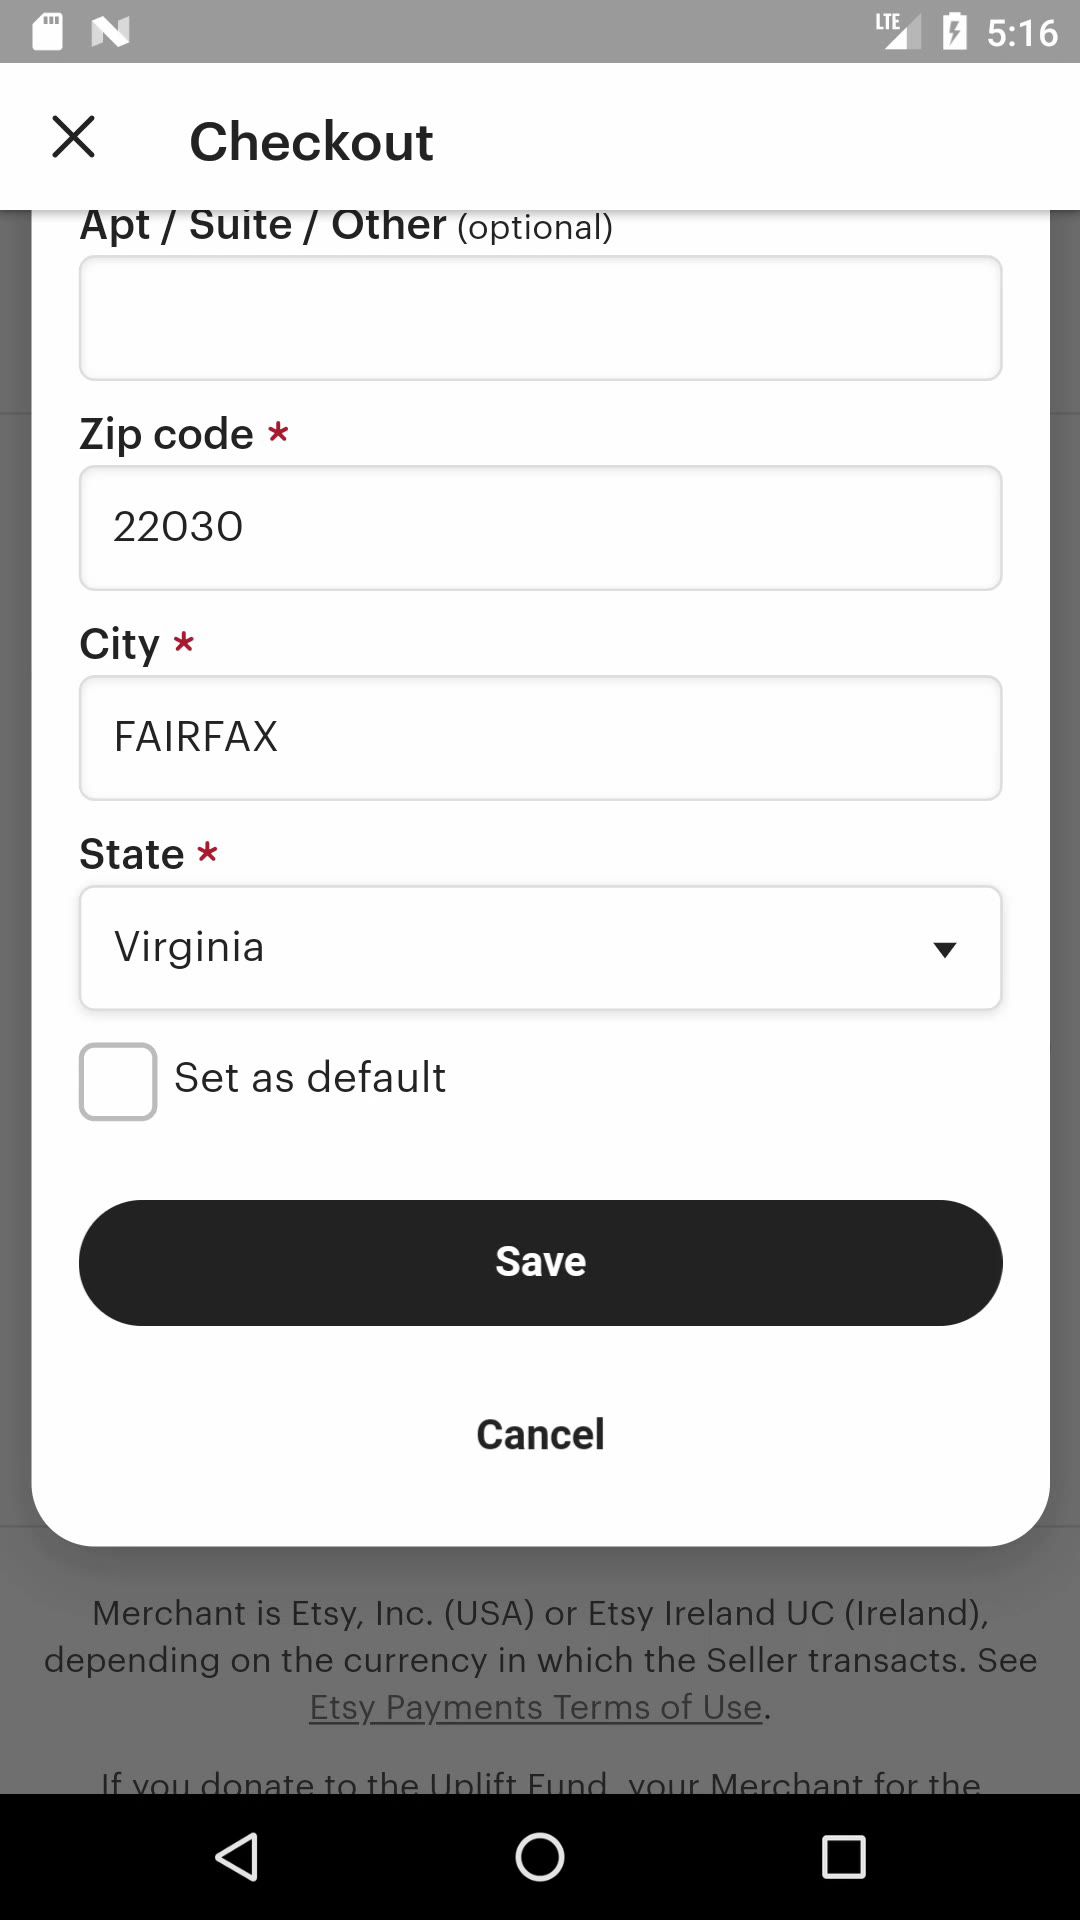 LTE 5:16
Checkout
Apt / Suite / Other (optional)
Zip code *
22030
City *
FAIRFAX
State *
Virginia
Set as default
Save
Cancel
Merchant is Etsy, Inc. (USA) or Etsy Ireland UC (Ireland),
depending on the currency in which the Seller transacts. See
Etsy Payments Terms of Use.
If you donate to the Uplift Fund, your Merchant for the